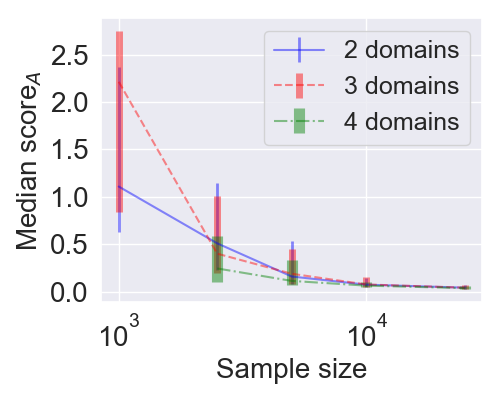 2 domains
3 domains
4 domains
Median score_A
2.5
2.0
1.5
1.0
0.5
0.0
10^3 10^4
Sample size